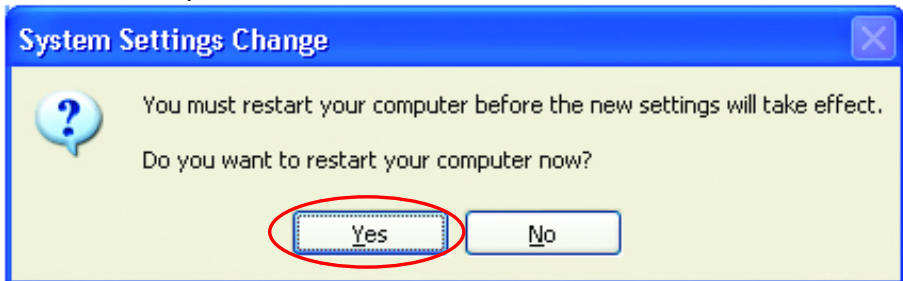 System Settings Change
You must restart your computer before the new settings will take effect.
Do you want to restart your computer now?
Yes
No